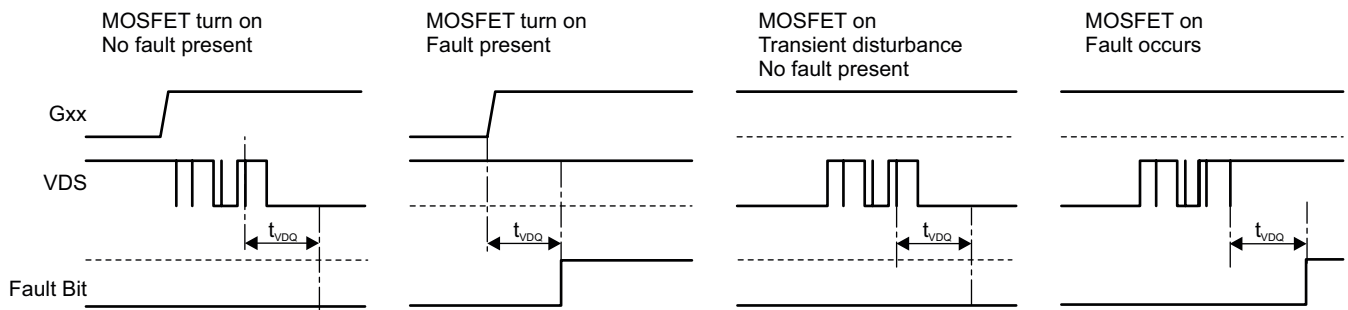 MOSFET turn on
No fault present
MOSFET turn on
Fault present
MOSFET on
Transient disturbance
No fault present
MOSFET on
Fault occurs
Gxx
VDS
tVDQ
tVDQ
tVDQ
tVDQ
Fault Bit